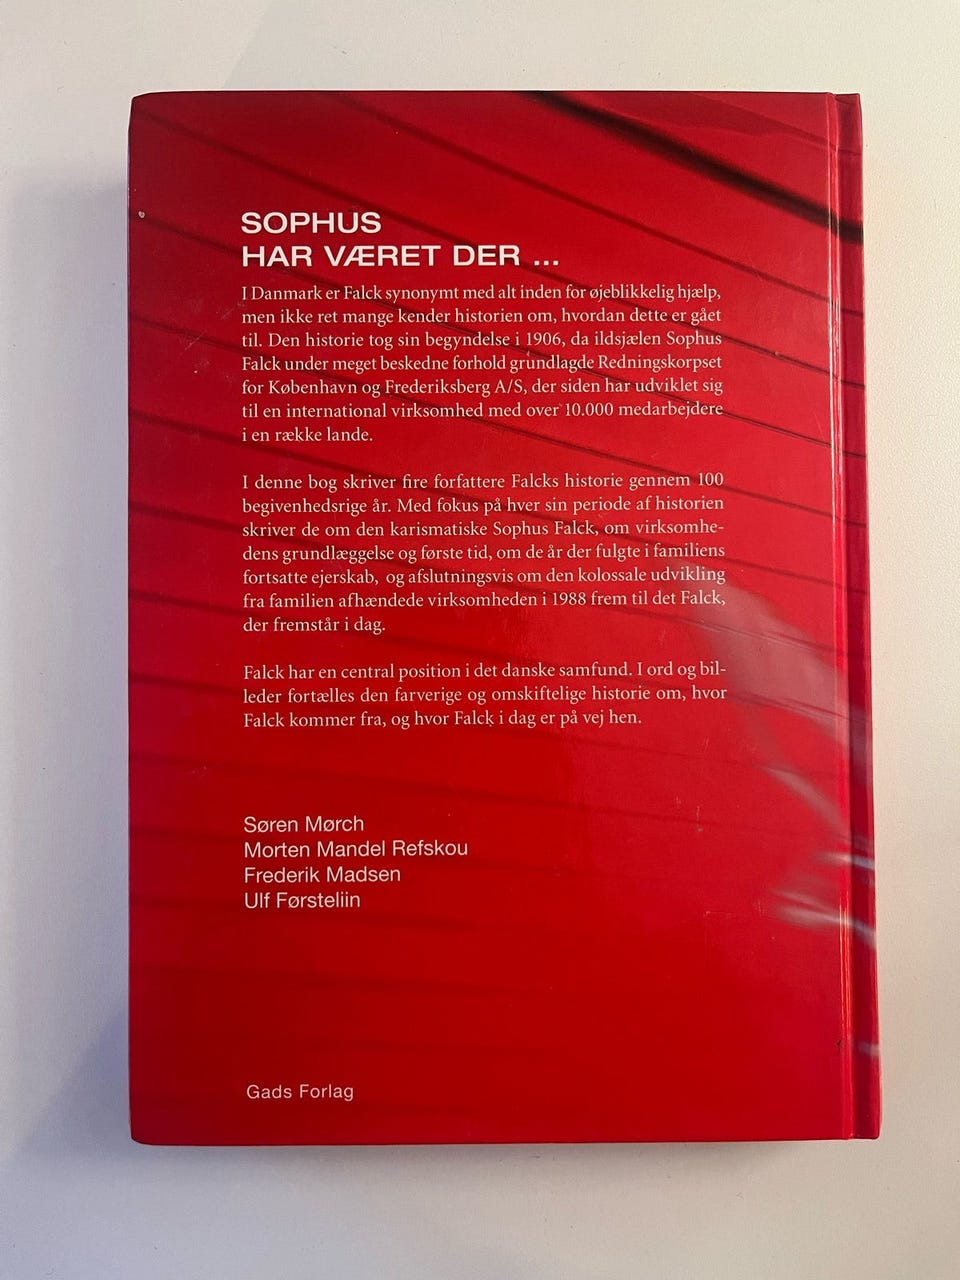 SOPHUS
HAR VÆRET DER ...
I Danmark er Falck synonymt med alt inden for øjeblikkelig hjælp,
men ikke ret mange kender historien om, hvordan dette er gået
til. Den historie tog sin begyndelse i 1906, da ildsjælen Sophus
Falck under meget beskedne forhold grundlagde Redningskorpset
for København og Frederiksberg A/S, der siden har udviklet sig
til en international virksomhed med over 10.000 medarbejdere
i en række lande.
I denne bog skriver fire forfattere Falcks historie gennem 100
begivenhedsrige år. Med fokus på hver sin periode af historien
skriver de om den karismatiske Sophus Falck, om virksomhe-
dens grundlæggelse og første tid, om de år der fulgte i familiens
fortsatte ejerskab, og afslutningsvis om den kolossale udvikling
fra familien afhændede virksomheden i 1988 frem til det Falck,
der fremstår i dag.
Falck har en central position i det danske samfund. I ord og bil-
leder fortælles den farverige og omskiftelige historie om, hvor
Falck kommer fra, og hvor Falck i dag er på vej hen.
Søren Mørch
Morten Mandel Refskou
Frederik Madsen
Ulf Førsteliin
Gads Forlag